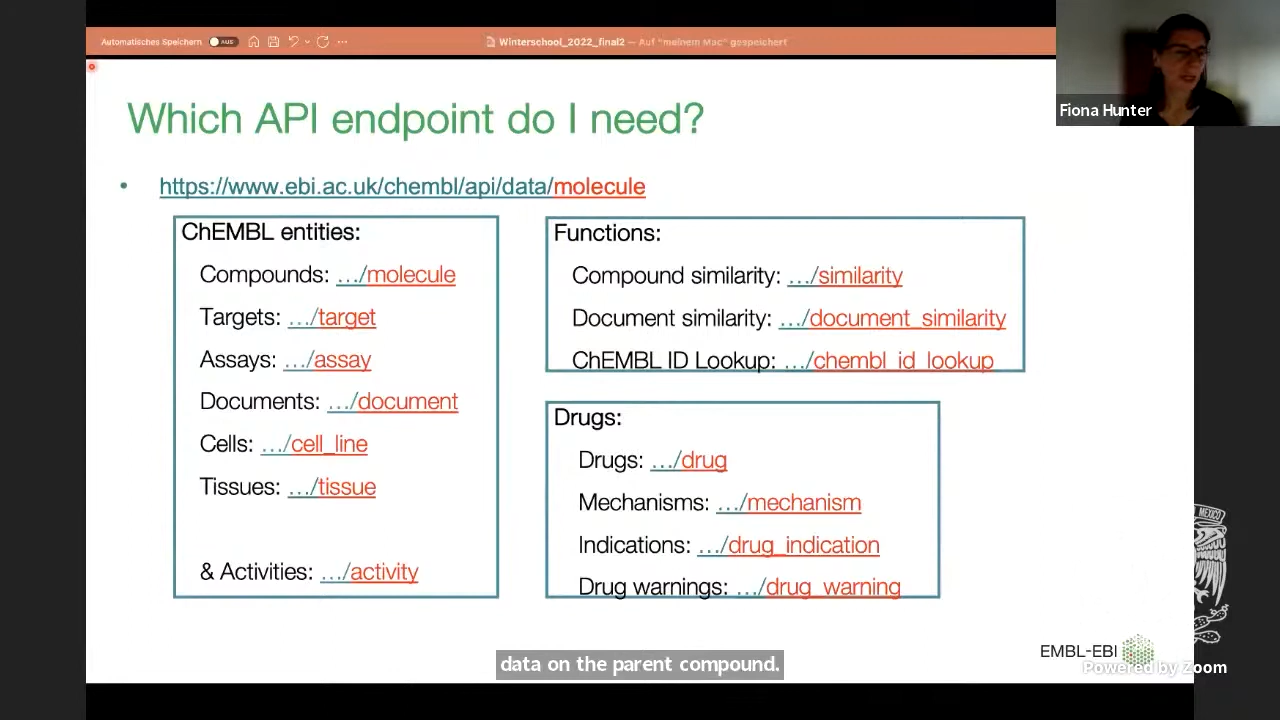 Automatisches Speichern AUS
Winterschool_2022_final2 — Auf "meinem Mac" gespeichert
Fiona Hunter
Which API endpoint do I need?
• https://www.ebi.ac.uk/chembl/api/data/molecule
ChEMBL entities:
Compounds: …/molecule
Targets: …/target
Assays: …/assay
Documents: …/document
Cells: …/cell_line
Tissues: …/tissue
& Activities: …/activity
Functions:
Compound similarity: …/similarity
Document similarity: …/document_similarity
ChEMBL ID Lookup: …/chembl_id_lookup
Drugs:
Drugs: …/drug
Mechanisms: …/mechanism
Indications: …/drug_indication
Drug warnings: …/drug_warning
MEXICO
EMBL-EBI
Powered by Zoom
data on the parent compound.